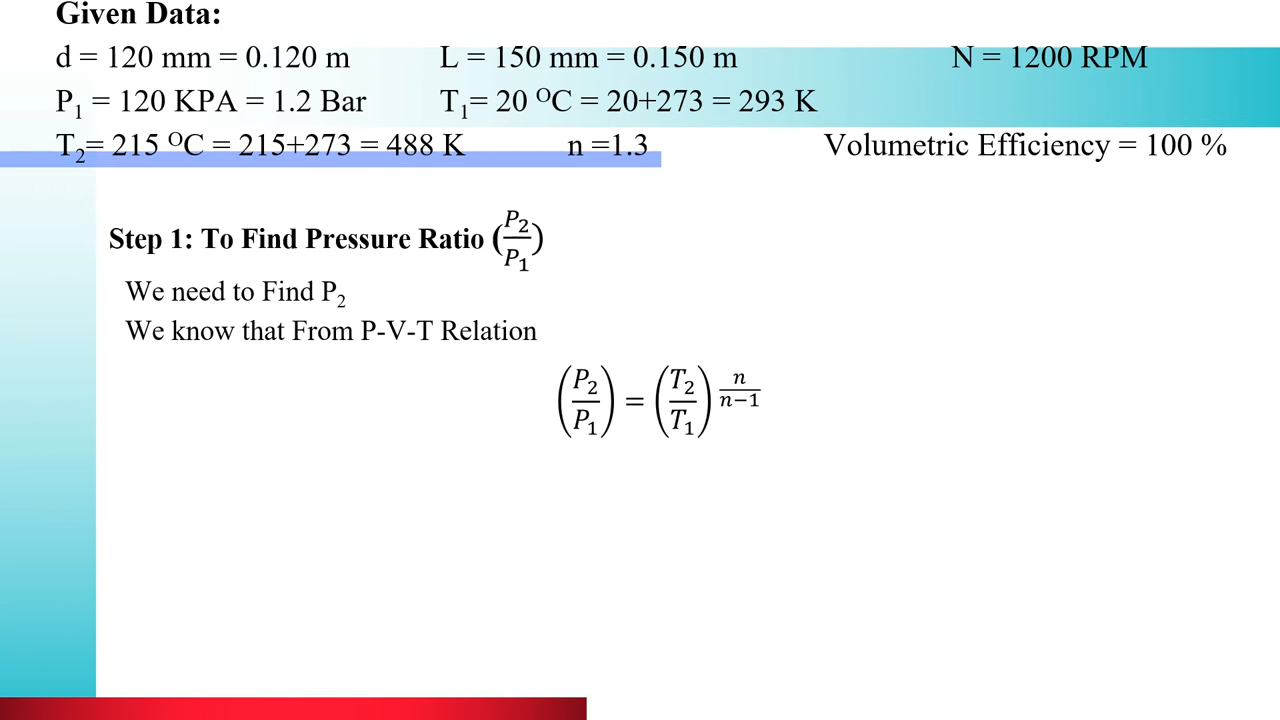 Given Data:
d = 120 mm = 0.120 m L = 150 mm = 0.150 m N = 1200 RPM
P₁ = 120 KPA = 1.2 Bar T₁= 20 ᴼC = 20+273 = 293 K
T₂= 215 ᴼC = 215+273 = 488 K n =1.3 Volumetric Efficiency = 100 %
Step 1: To Find Pressure Ratio (P₂/P₁)
We need to Find P₂
We know that From P-V-T Relation
(P₂/P₁) = (T₂/T₁)^(n/(n−1))